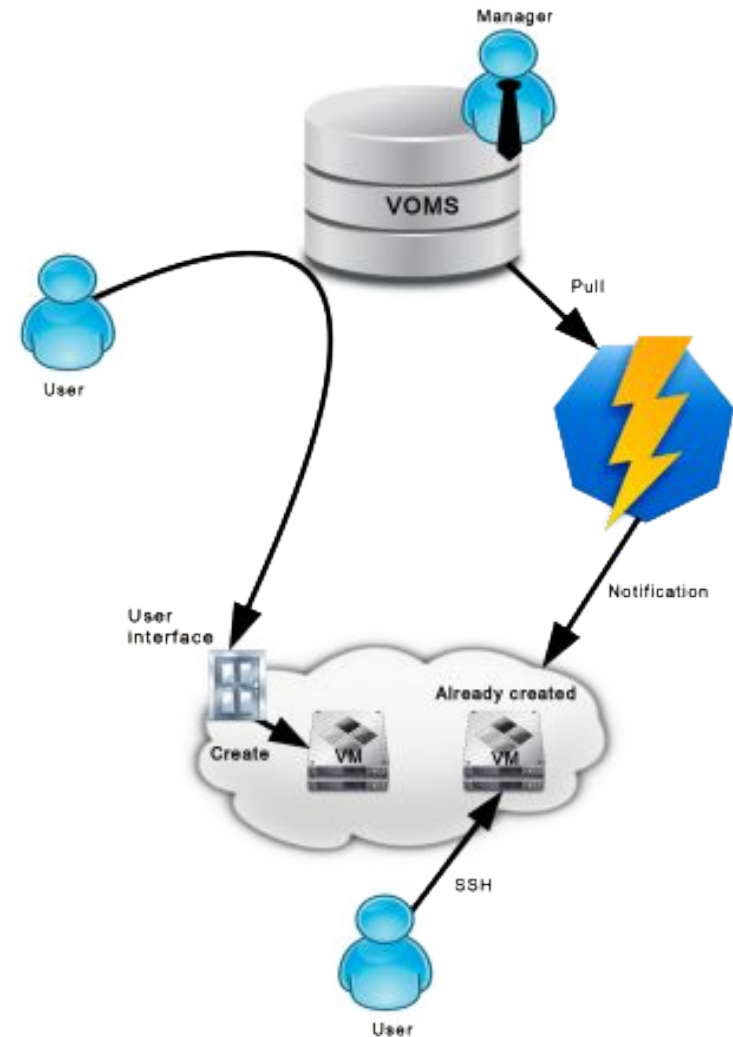 Manager
VOMS
Pull
User
Notification
User
interface
Already created
Create
VM
VM
SSH
User